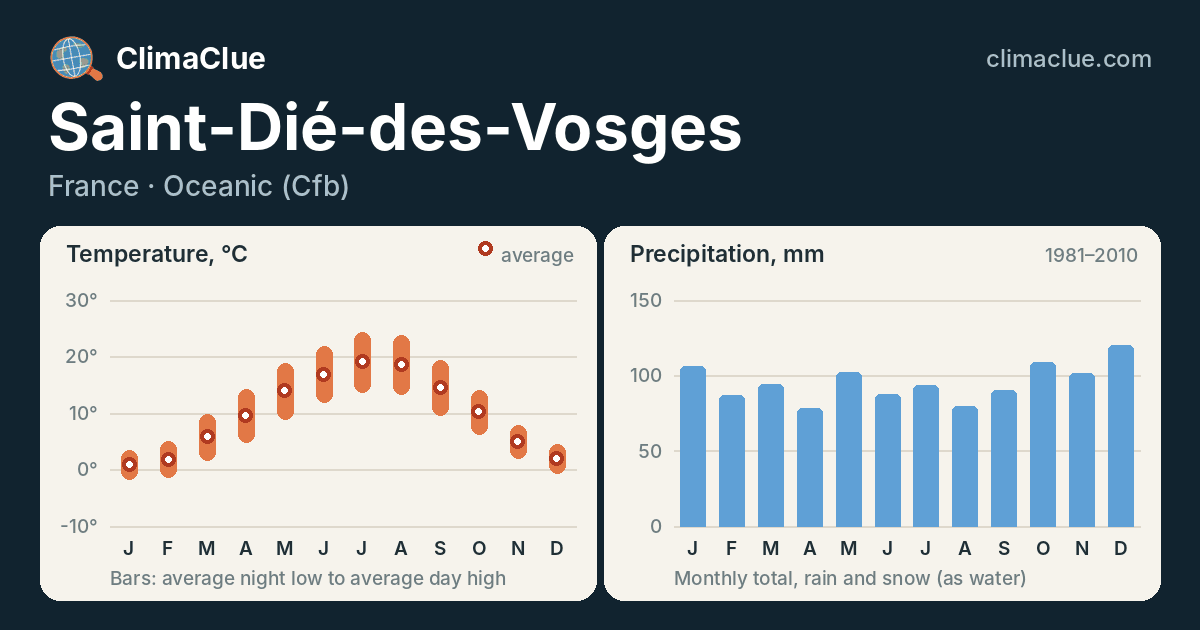 ClimaClue
climaclue.com
Saint-Dié-des-Vosges
France · Oceanic (Cfb)
Temperature, °C
average
30°
20°
10°
0°
-10°
J F M A M J J A S O N D
Bars: average night low to average day high
Precipitation, mm
1981–2010
150
100
50
0
J F M A M J J A S O N D
Monthly total, rain and snow (as water)